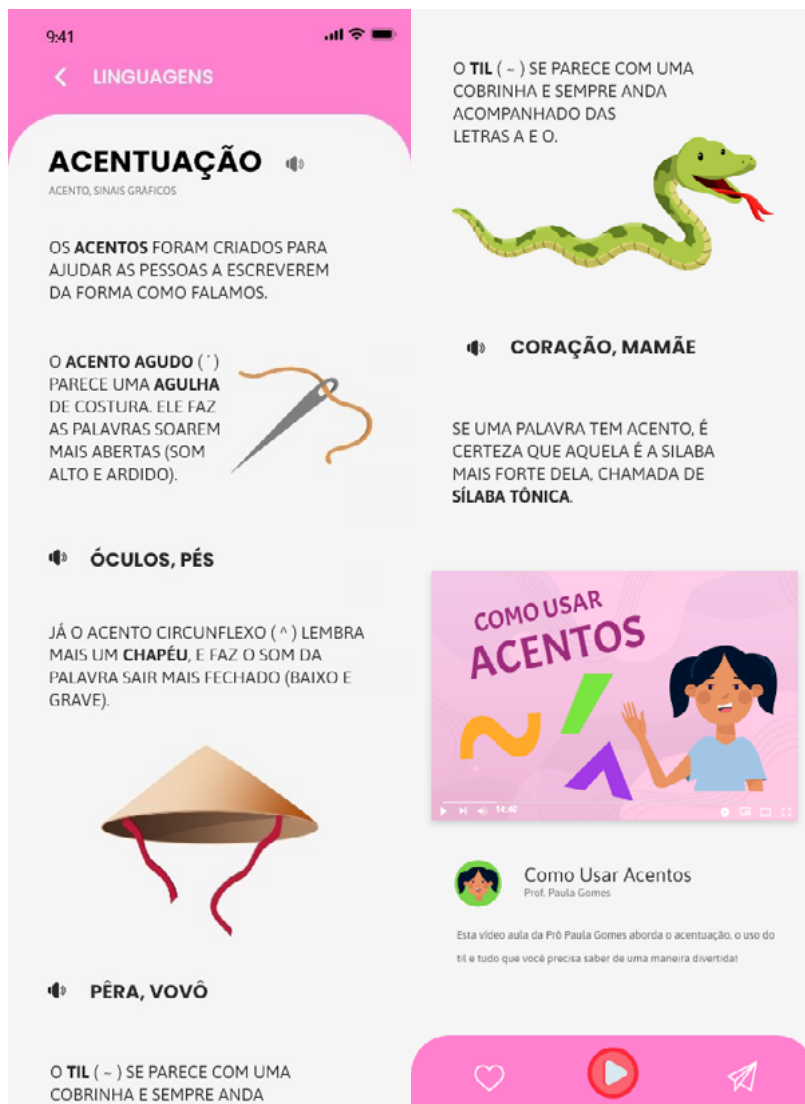 9:41
LINGUAGENS
ACENTUAÇÃO
ACENTO, SINAIS GRÁFICOS
OS ACENTOS FORAM CRIADOS PARA
AJUDAR AS PESSOAS A ESCREVEREM
DA FORMA COMO FALAMOS.
O ACENTO AGUDO ( ´ )
PARECE UMA AGULHA
DE COSTURA. ELE FAZ
AS PALAVRAS SOAREM
MAIS ABERTAS (SOM
ALTO E ARDIDO).
ÓCULOS, PÉS
JÁ O ACENTO CIRCUNFLEXO ( ^ ) LEMBRA
MAIS UM CHAPÉU, E FAZ O SOM DA
PALAVRA SAIR MAIS FECHADO (BAIXO E
GRAVE).
PÊRA, VOVÔ
O TIL ( ~ ) SE PARECE COM UMA
COBRINHA E SEMPRE ANDA
O TIL ( ~ ) SE PARECE COM UMA
COBRINHA E SEMPRE ANDA
ACOMPANHADO DAS
LETRAS A E O.
CORAÇÃO, MAMÃE
SE UMA PALAVRA TEM ACENTO, É
CERTEZA QUE AQUELA É A SILABA
MAIS FORTE DELA, CHAMADA DE
SÍLABA TÔNICA.
COMO USAR
ACENTOS
~ ´ ^
14:42
Como Usar Acentos
Prof. Paula Gomes
Esta vídeo aula da Prô Paula Gomes aborda o acentuação, o uso do
til e tudo que você precisa saber de uma maneira divertida!